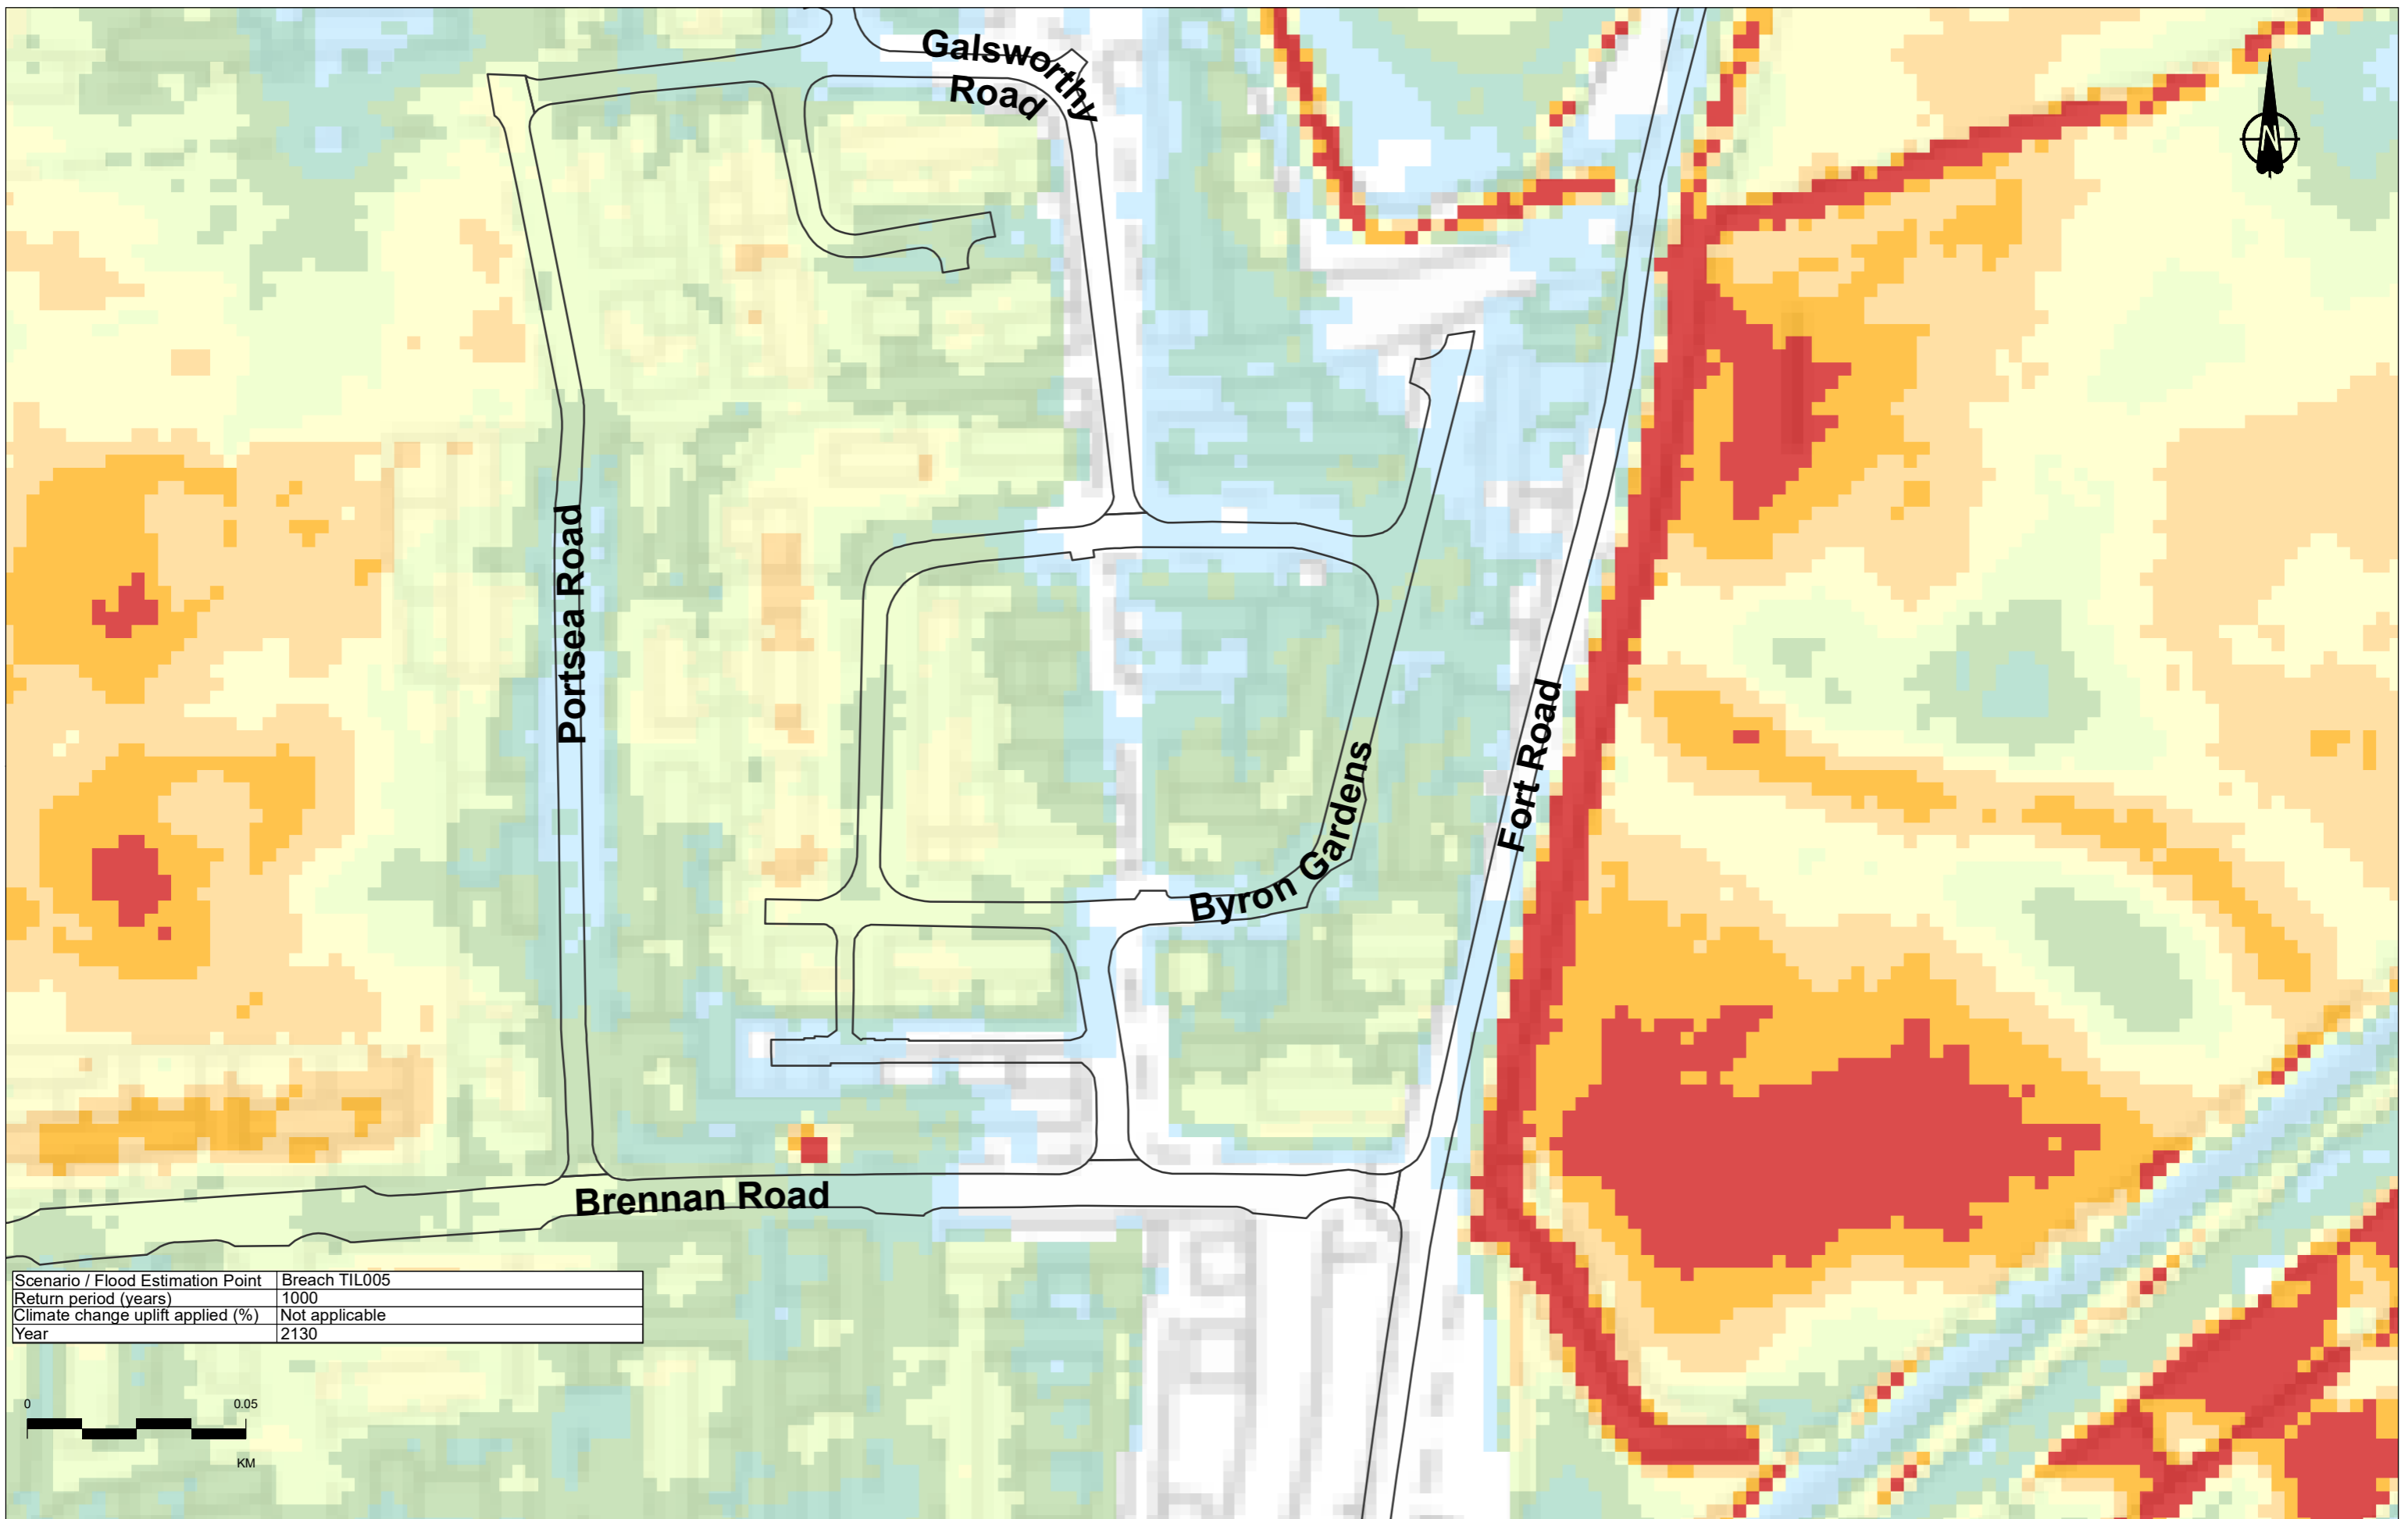 Galsworthy
Road
N
Portsea Road
Fort Road
Byron Gardens
Brennan Road
Scenario / Flood Estimation Point Breach TIL005
Return period (years) 1000
Climate change uplift applied (%) Not applicable
Year 2130
0 0.05
KM